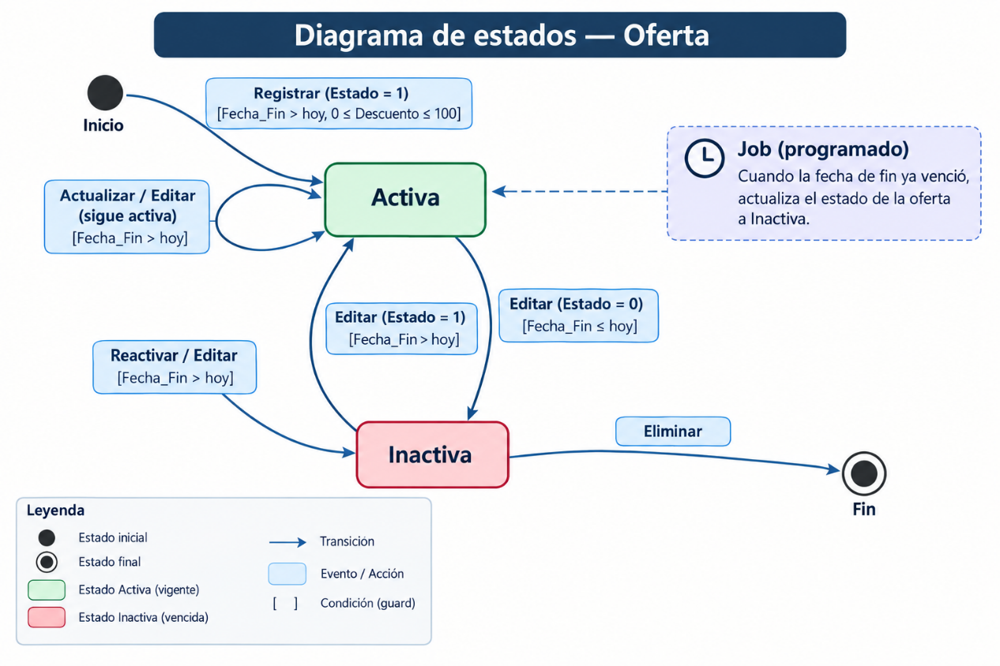 Diagrama de estados — Oferta
Inicio
Registrar (Estado = 1)
[Fecha_Fin > hoy, 0 ≤ Descuento ≤ 100]
Job (programado)
Cuando la fecha de fin ya venció,
actualiza el estado de la oferta
a Inactiva.
Activa
Actualizar / Editar
(sigue activa)
[Fecha_Fin > hoy]
Editar (Estado = 1)
[Fecha_Fin > hoy]
Editar (Estado = 0)
[Fecha_Fin ≤ hoy]
Reactivar / Editar
[Fecha_Fin > hoy]
Inactiva
Eliminar
Fin
Leyenda
Estado inicial
Estado final
Estado Activa (vigente)
Estado Inactiva (vencida)
Transición
Evento / Acción
[ ] Condición (guard)